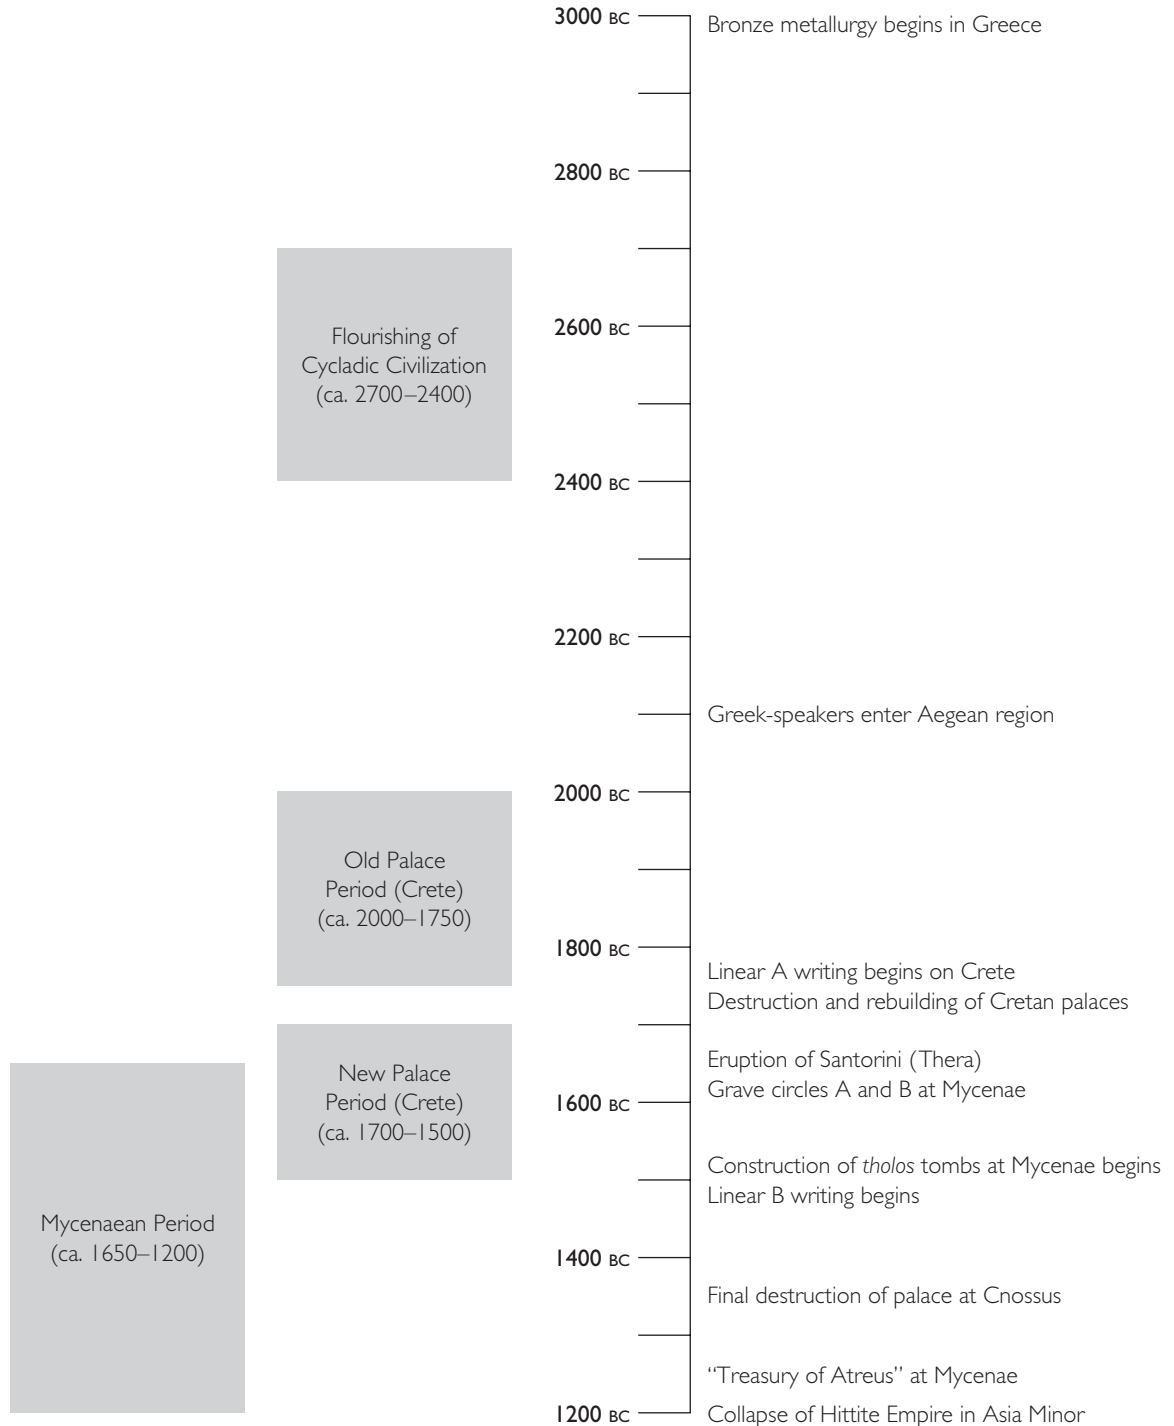 3000 BC
Bronze metallurgy begins in Greece
2800 BC
Flourishing of
Cycladic Civilization
(ca. 2700–2400)
2600 BC
2400 BC
2200 BC
Greek-speakers enter Aegean region
2000 BC
Old Palace
Period (Crete)
(ca. 2000–1750)
1800 BC
Linear A writing begins on Crete
Destruction and rebuilding of Cretan palaces
New Palace
Period (Crete)
(ca. 1700–1500)
Eruption of Santorini (Thera)
Grave circles A and B at Mycenae
1600 BC
Construction of tholos tombs at Mycenae begins
Linear B writing begins
Mycenaean Period
(ca. 1650–1200)
1400 BC
Final destruction of palace at Cnossus
“Treasury of Atreus” at Mycenae
1200 BC
Collapse of Hittite Empire in Asia Minor